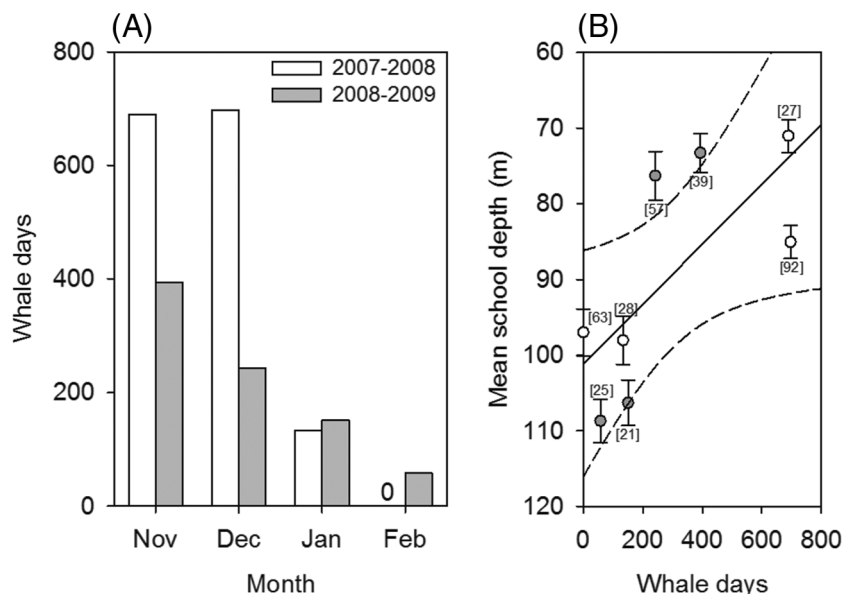 (A)
800
600
400
200
0
Whale days
2007-2008
2008-2009
0
Nov Dec Jan Feb
Month
(B)
60
70
80
90
100
110
120
Mean school depth (m)
[27]
[39]
[57]
[92]
[63]
[28]
[25]
[21]
0 200 400 600 800
Whale days